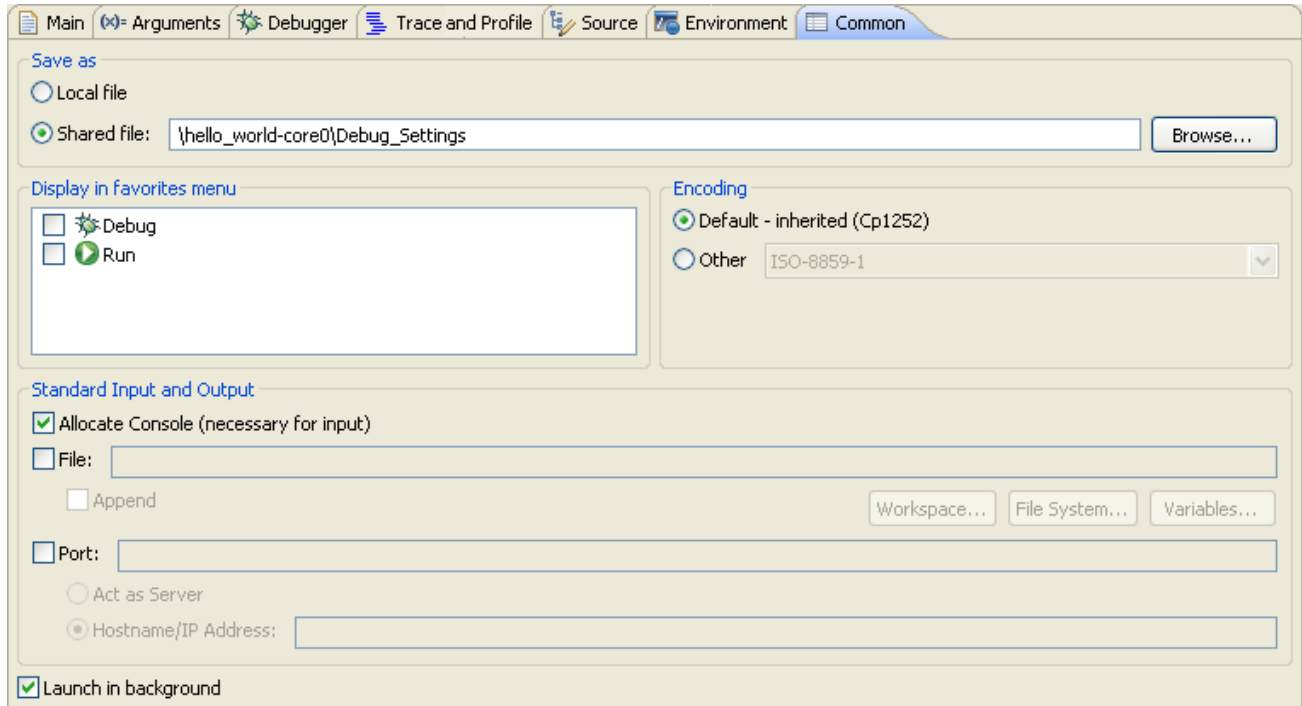 Main (x)= Arguments Debugger Trace and Profile Source Environment Common
Save as
Local file
Shared file: \hello_world-core0\Debug_Settings Browse...
Display in favorites menu
Debug
Run
Encoding
Default - inherited (Cp1252)
Other ISO-8859-1
Standard Input and Output
Allocate Console (necessary for input)
File:
Append Workspace... File System... Variables...
Port:
Act as Server
Hostname/IP Address:
Launch in background